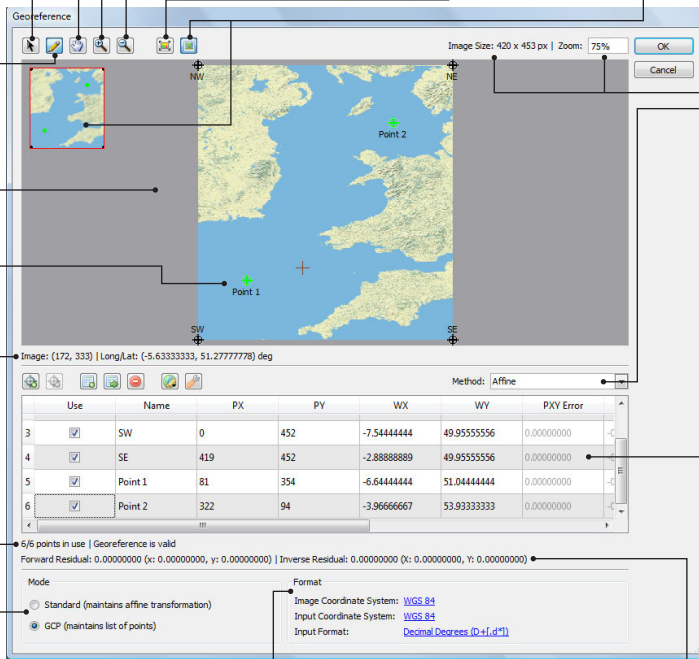 Georeference
Image Size: 420 x 453 px | Zoom: 75%
OK
Cancel
NW
NE
Point 2
Point 1
SW
SE
Image: (172, 333) | Long/Lat: (-5.63333333, 51.27777778) deg
Method: Affine
Use Name PX PY WX WY PXY Error
3 SW 0 452 -7.54444444 49.95555556 0.00000000
4 SE 419 452 -2.88888889 49.95555556 0.00000000
5 Point 1 81 354 -6.64444444 51.04444444 0.00000000
6 Point 2 322 94 -3.96666667 53.93333333 0.00000000
6/6 points in use | Georeference is valid
Forward Residual: 0.00000000 (x: 0.00000000, y: 0.00000000) | Inverse Residual: 0.00000000 (X: 0.00000000, Y: 0.00000000)
Mode
Standard (maintains affine transformation)
GCP (maintains list of points)
Format
Image Coordinate System: WGS 84
Input Coordinate System: WGS 84
Input Format: Decimal Degrees (D+[.d*])